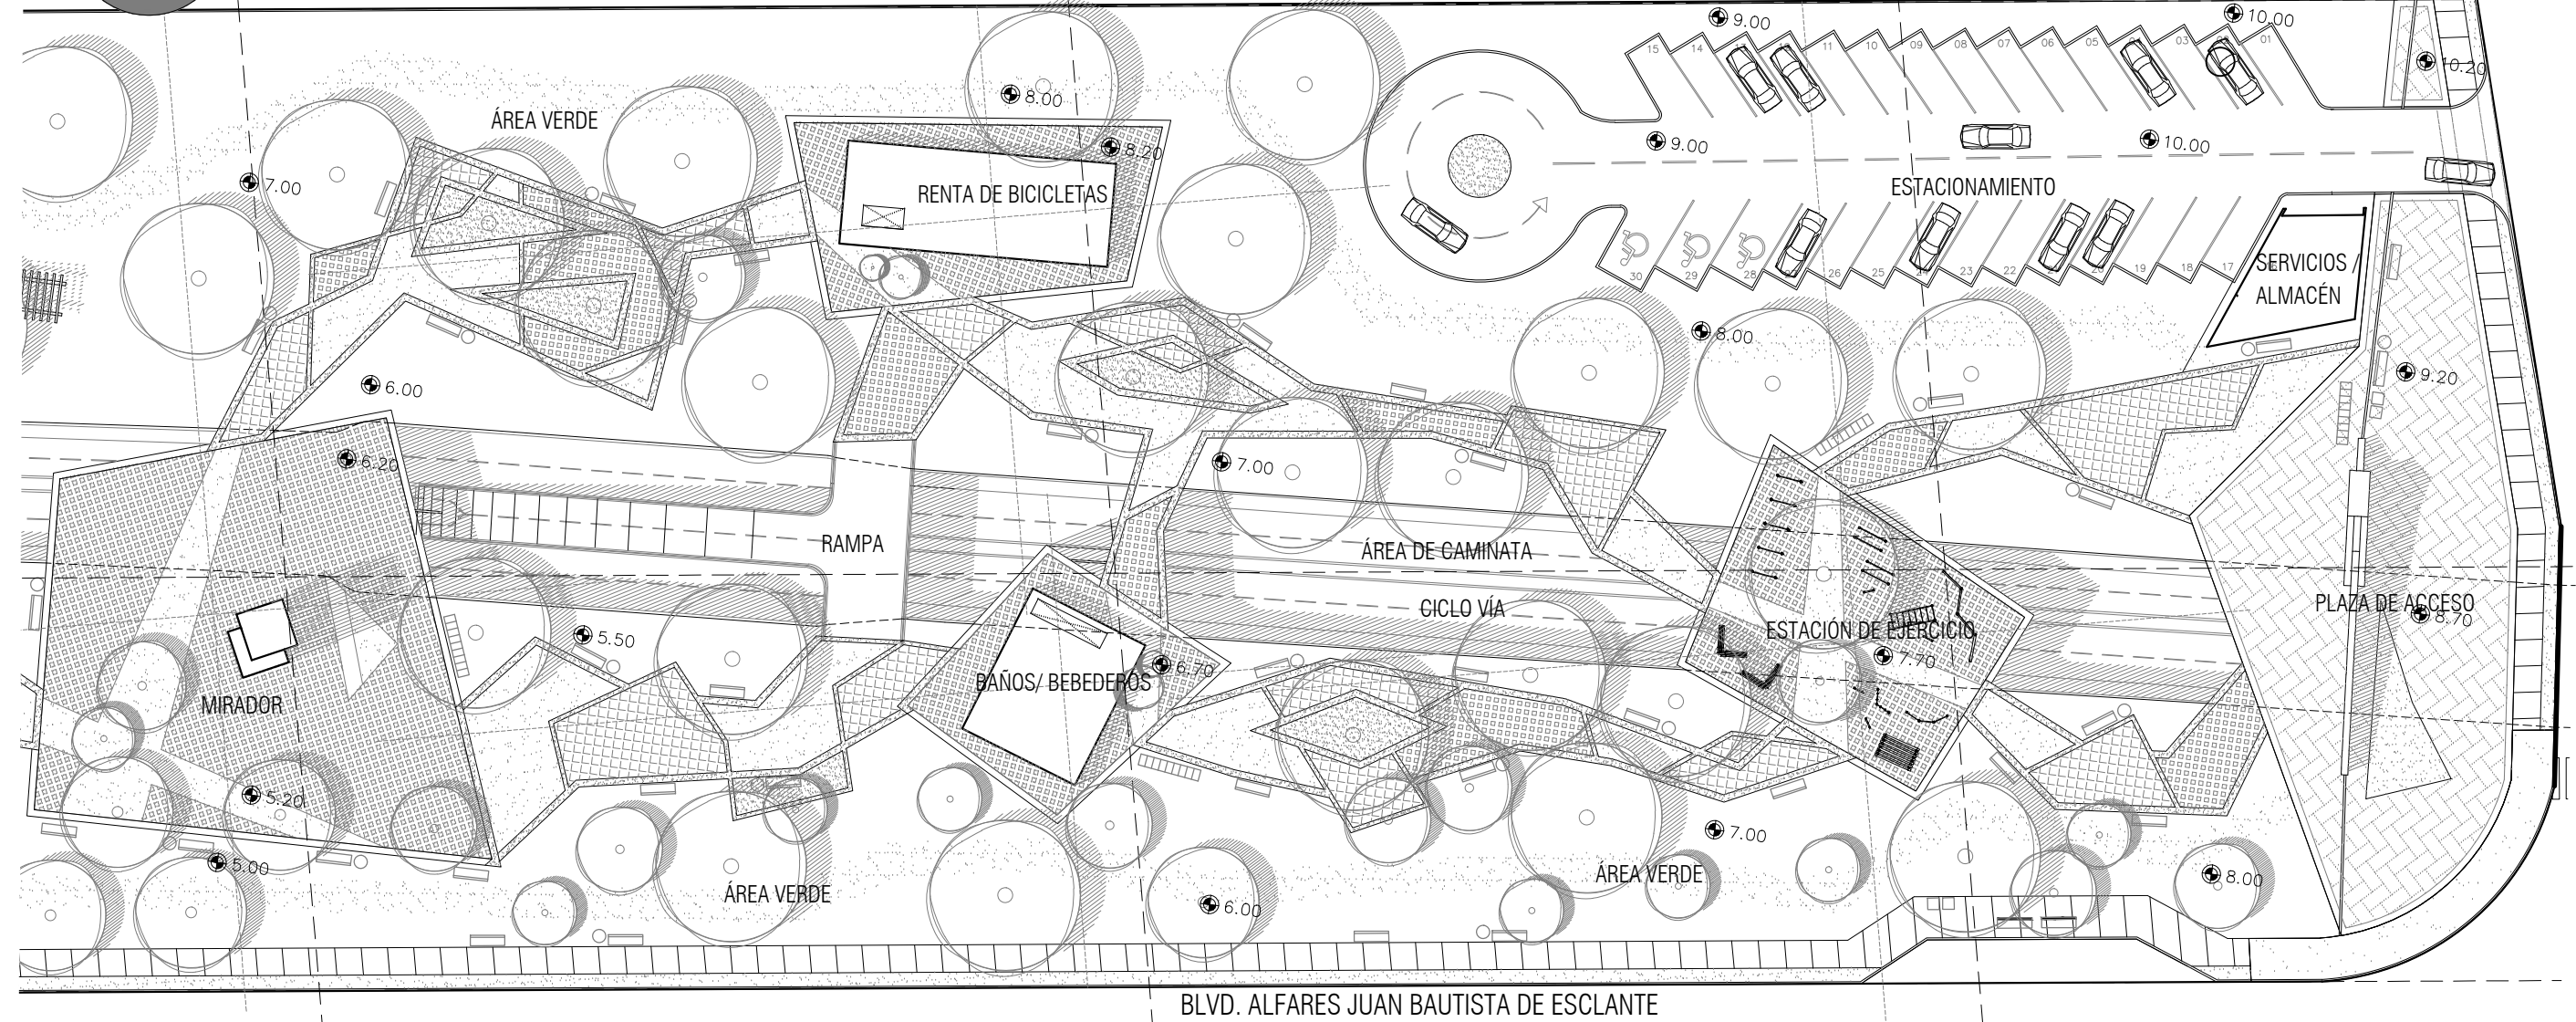 9.00
10.00
15
14
11
10
09
08
07
06
05
03
01
10.20
8.00
ÁREA VERDE
9.00
10.00
8.20
7.00
RENTA DE BICICLETAS
ESTACIONAMIENTO
SERVICIOS /
ALMACÉN
30
29
28
26
25
23
22
19
18
17
8.00
9.20
6.00
6.20
7.00
RAMPA
ÁREA DE CAMINATA
CICLO VÍA
PLAZA DE ACCESO
8.70
5.50
ESTACIÓN DE EJERCICIO
7.70
6.70
BAÑOS/ BEBEDEROS
MIRADOR
5.20
7.00
5.00
ÁREA VERDE
ÁREA VERDE
8.00
6.00
BLVD. ALFARES JUAN BAUTISTA DE ESCLANTE